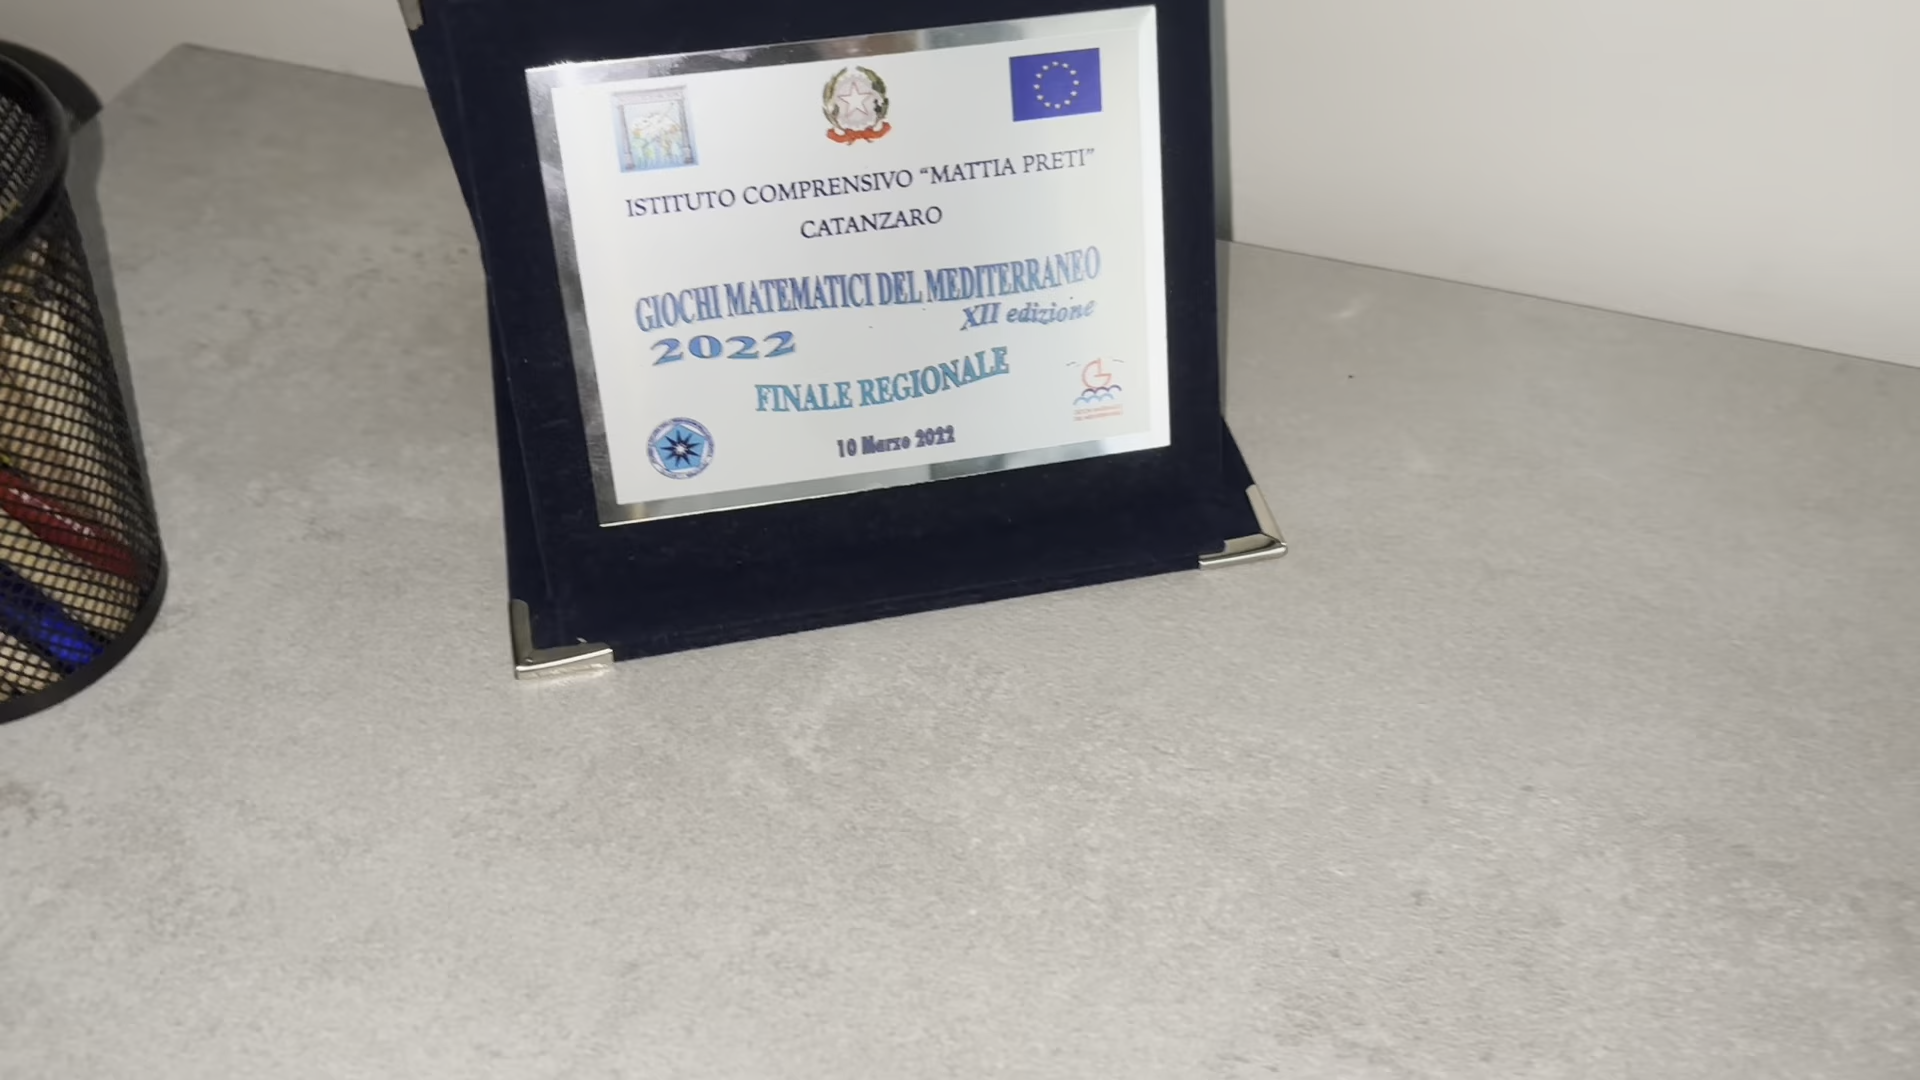 ISTITUTO COMPRENSIVO “MATTIA PRETI”
CATANZARO
GIOCHI MATEMATICI DEL MEDITERRANEO
2022 XII edizione
FINALE REGIONALE
10 Marzo 2022